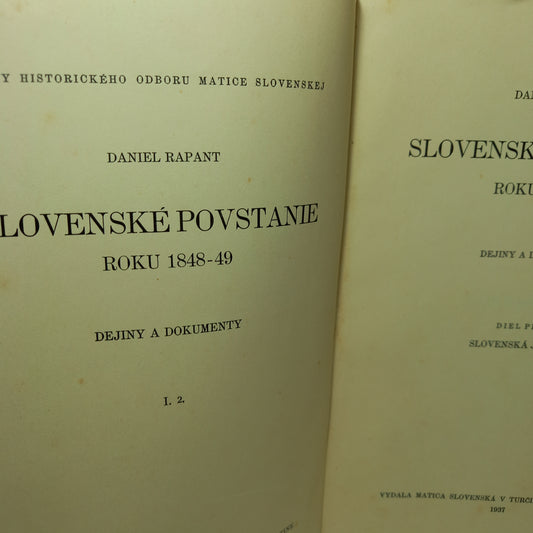 Y HISTORICKÉHO ODBORU MATICE SLOVENSKEJ
DANIEL RAPANT
LOVENSKÉ POVSTANIE
ROKU 1848-49
DEJINY A DOKUMENTY
I. 2.
DA
SLOVENSK
ROKU
DEJINY A D
DIEL P
SLOVENSKÁ J
VYDALA MATICA SLOVENSKÁ V TURČI
1937